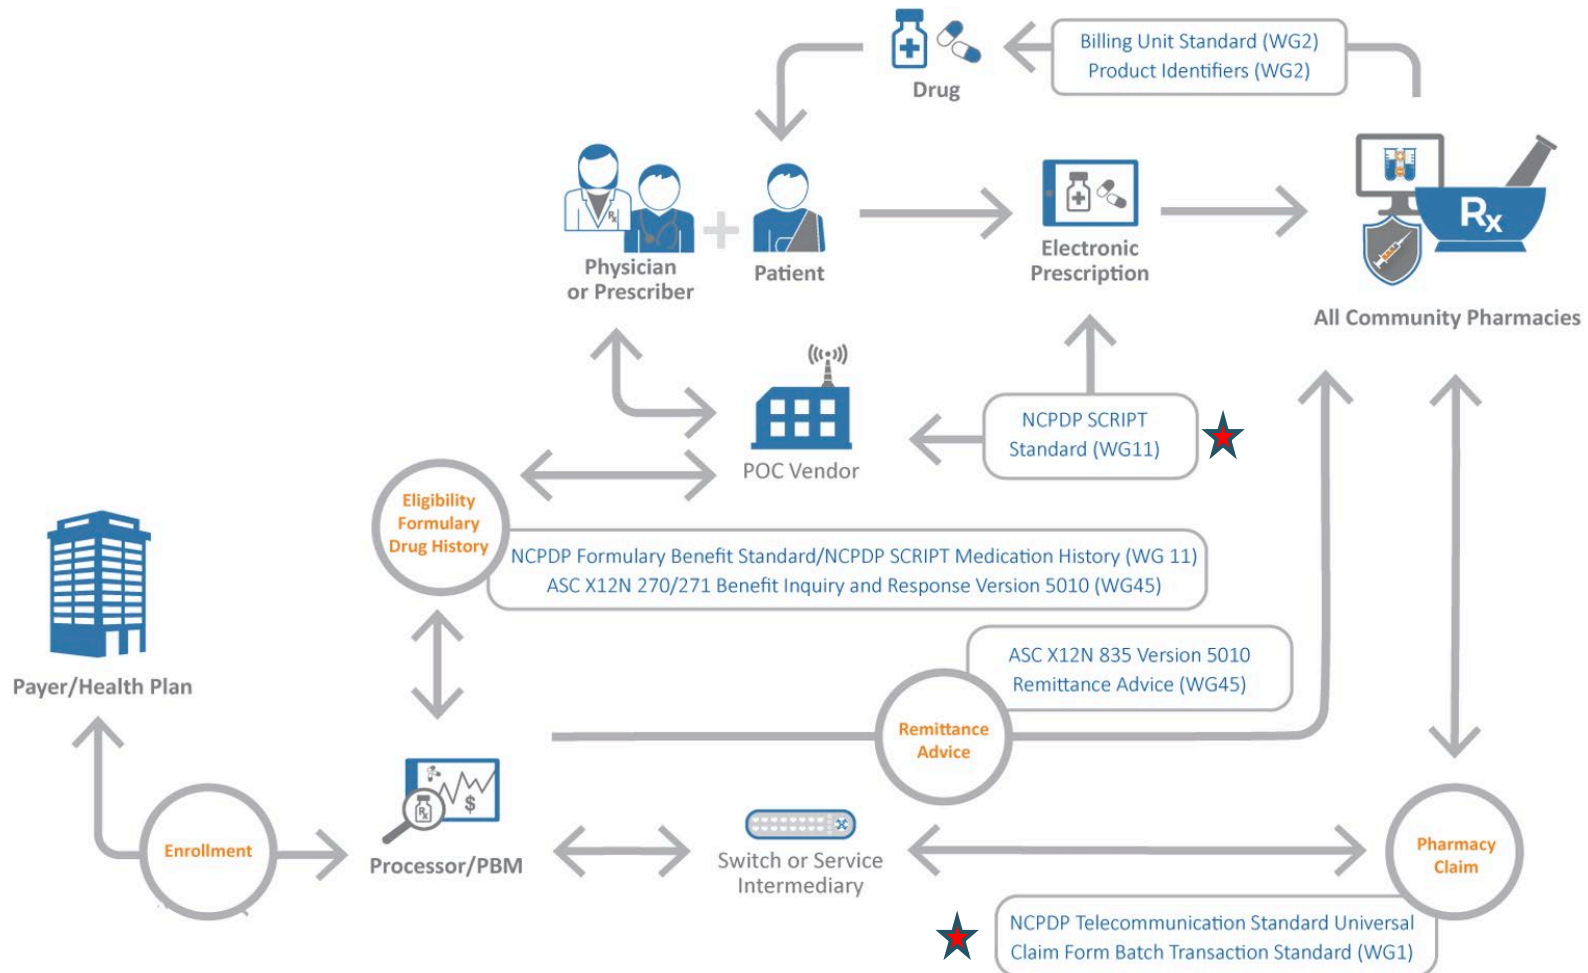 Billing Unit Standard (WG2)
Product Identifiers (WG2)
Drug
Rx
Physician
or Prescriber
Patient
Electronic
Prescription
Rx
All Community Pharmacies
NCPDP SCRIPT
Standard (WG11)
POC Vendor
Eligibility
Formulary
Drug History
NCPDP Formulary Benefit Standard/NCPDP SCRIPT Medication History (WG 11)
ASC X12N 270/271 Benefit Inquiry and Response Version 5010 (WG45)
Payer/Health Plan
ASC X12N 835 Version 5010
Remittance Advice (WG45)
Remittance
Advice
$
Rx
Processor/PBM
Enrollment
Switch or Service
Intermediary
Pharmacy
Claim
NCPDP Telecommunication Standard Universal
Claim Form Batch Transaction Standard (WG1)